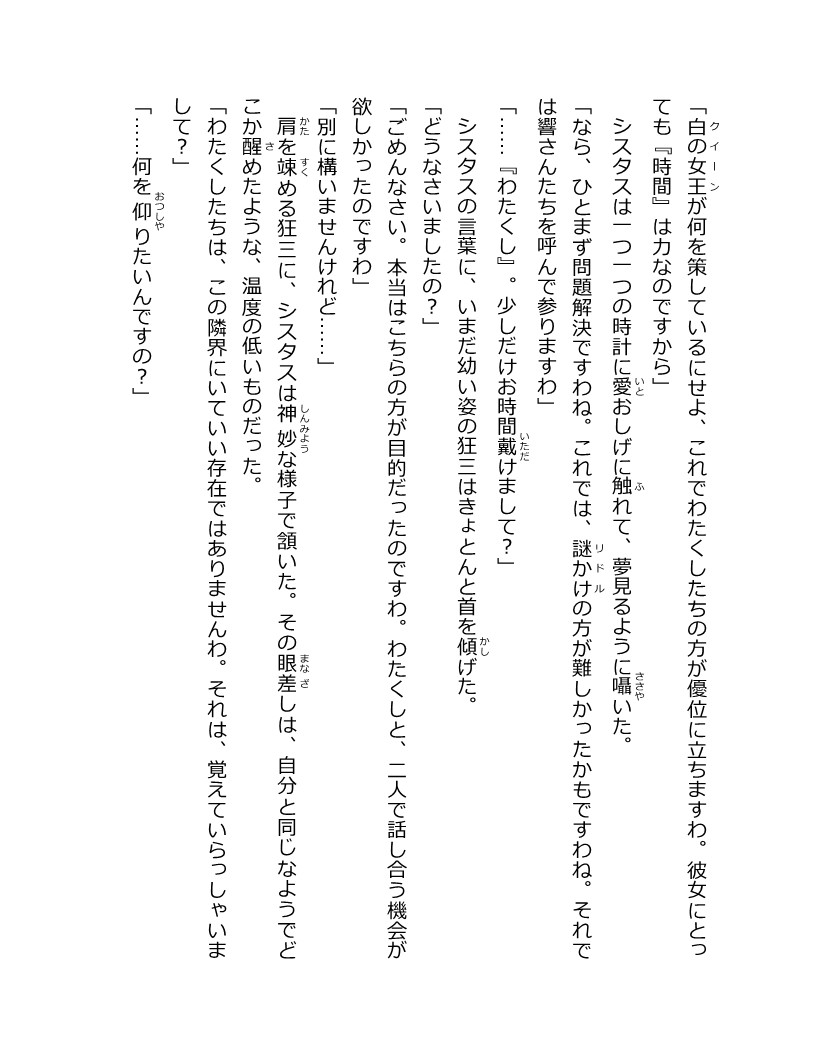 「白の女王が何を策しているにせよ、これでわたくしたちの方が優位に立ちますわ。彼女にとっ
ても『時間』は力なのですから」
シスタスは一つ一つの時計に愛おしげに触れて、夢見るように囁いた。
「なら、ひとまず問題解決ですわね。これでは、謎かけの方が難しかったかもですわね。それで
は響さんたちを呼んで参りますわ」
「……『わたくし』。少しだけお時間戴けまして？」
シスタスの言葉に、いまだ幼い姿の狂三はきょとんと首を傾げた。
「どうなさいましたの？」
「ごめんなさい。本当はこちらの方が目的だったのですわ。わたくしと、二人で話し合う機会が
欲しかったのですわ」
「別に構いませんけれど……」
肩を竦める狂三に、シスタスは神妙な様子で頷いた。その眼差しは、自分と同じなようでど
こか醒めたような、温度の低いものだった。
「わたくしたちは、この隣界にいていい存在ではありませんわ。それは、覚えていらっしゃいま
して？」
「……何を仰りたいんですの？」